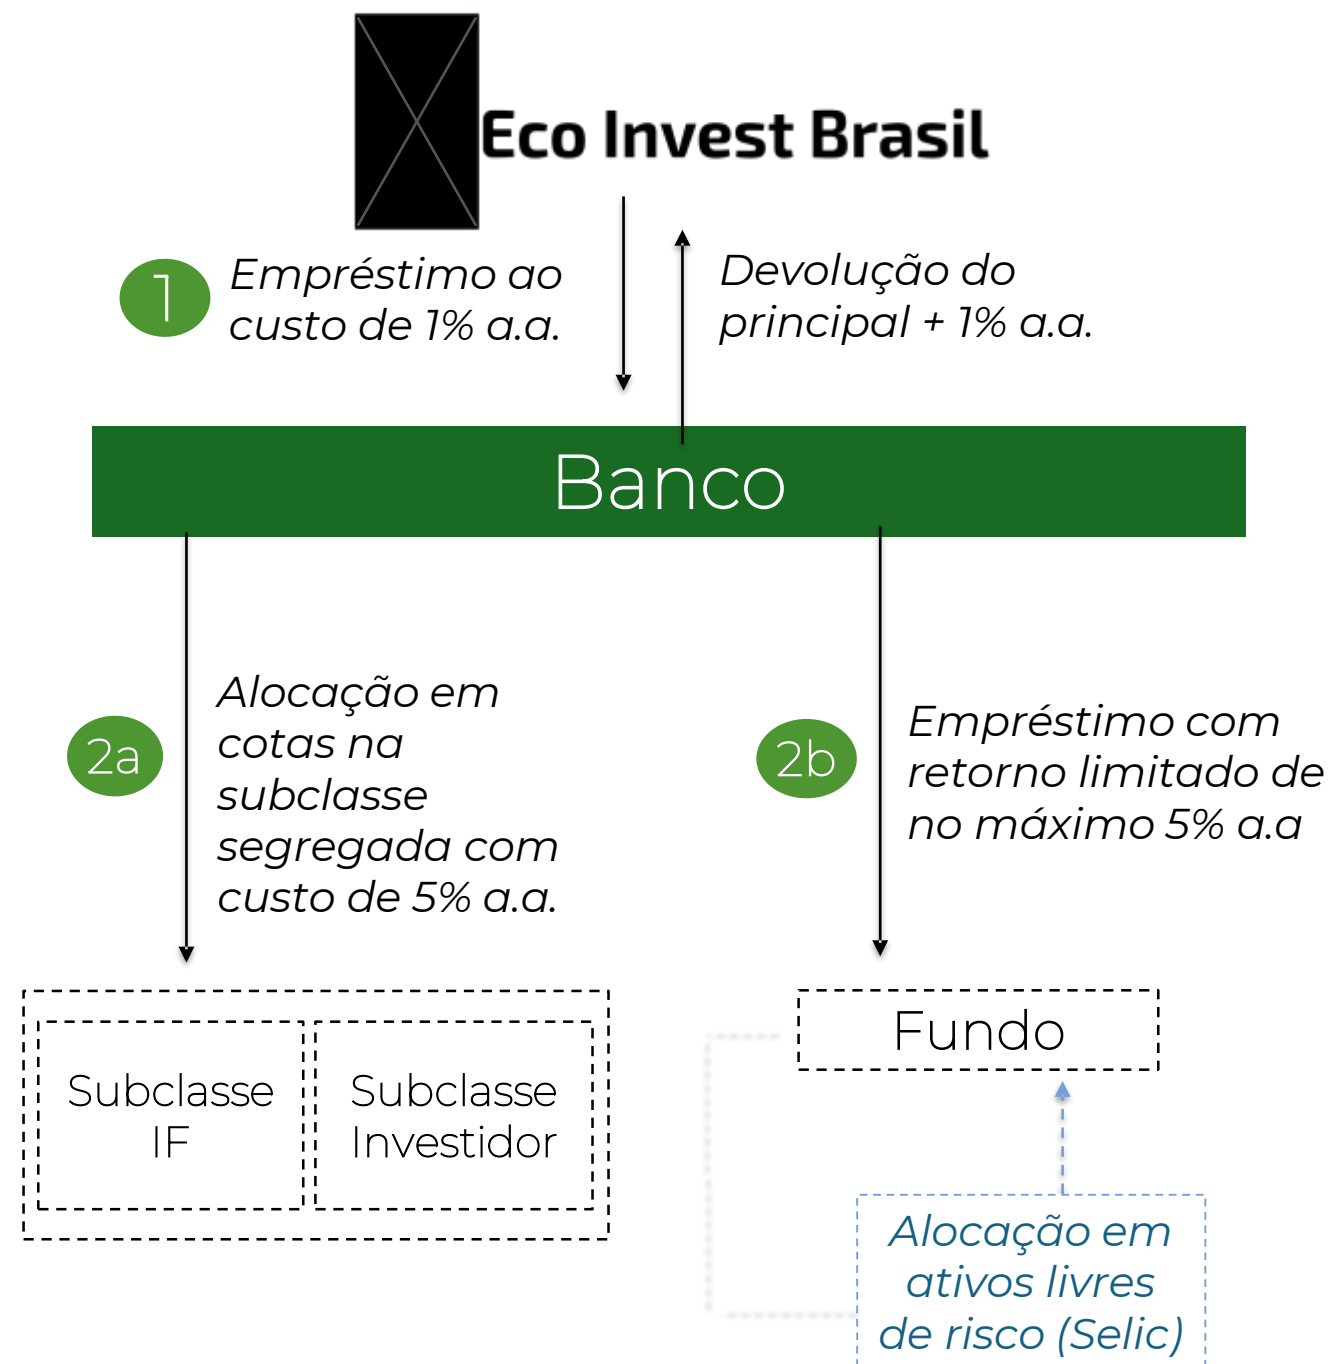 Eco Invest Brasil
1
Empréstimo ao
custo de 1% a.a.
Devolução do
principal + 1% a.a.
Banco
2a
Alocação em
cotas na
subclasse
segregada com
custo de 5% a.a.
2b
Empréstimo com
retorno limitado de
no máximo 5% a.a
Subclasse
IF
Subclasse
Investidor
Fundo
Alocação em
ativos livres
de risco (Selic)